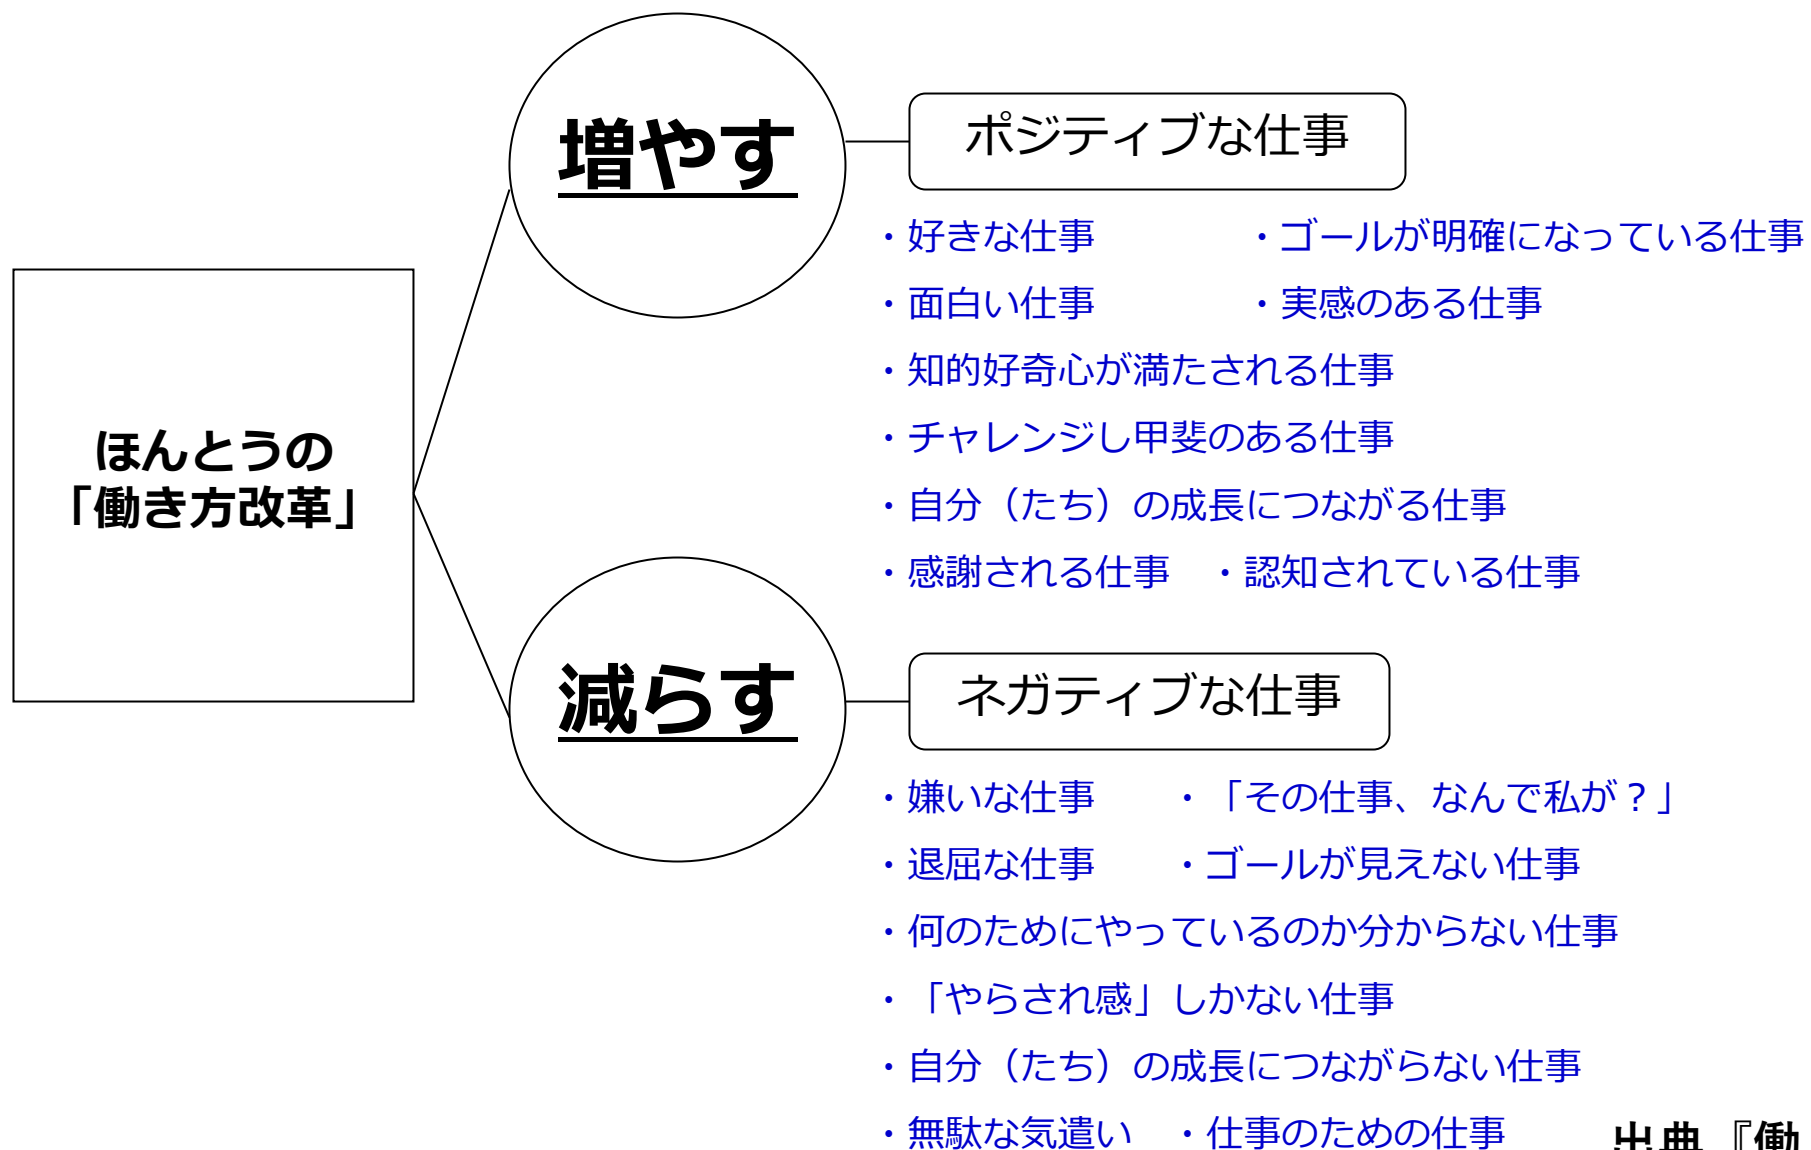 ほんとうの
「働き方改革」
増やす
ポジティブな仕事
・好きな仕事　　　　・ゴールが明確になっている仕事
・面白い仕事　　　　・実感のある仕事
・知的好奇心が満たされる仕事
・チャレンジし甲斐のある仕事
・自分（たち）の成長につながる仕事
・感謝される仕事　・認知されている仕事
減らす
ネガティブな仕事
・嫌いな仕事　　・「その仕事、なんで私が？」
・退屈な仕事　　・ゴールが見えない仕事
・何のためにやっているのか分からない仕事
・「やらされ感」しかない仕事
・自分（たち）の成長につながらない仕事
・無駄な気遣い　・仕事のための仕事
出典『働